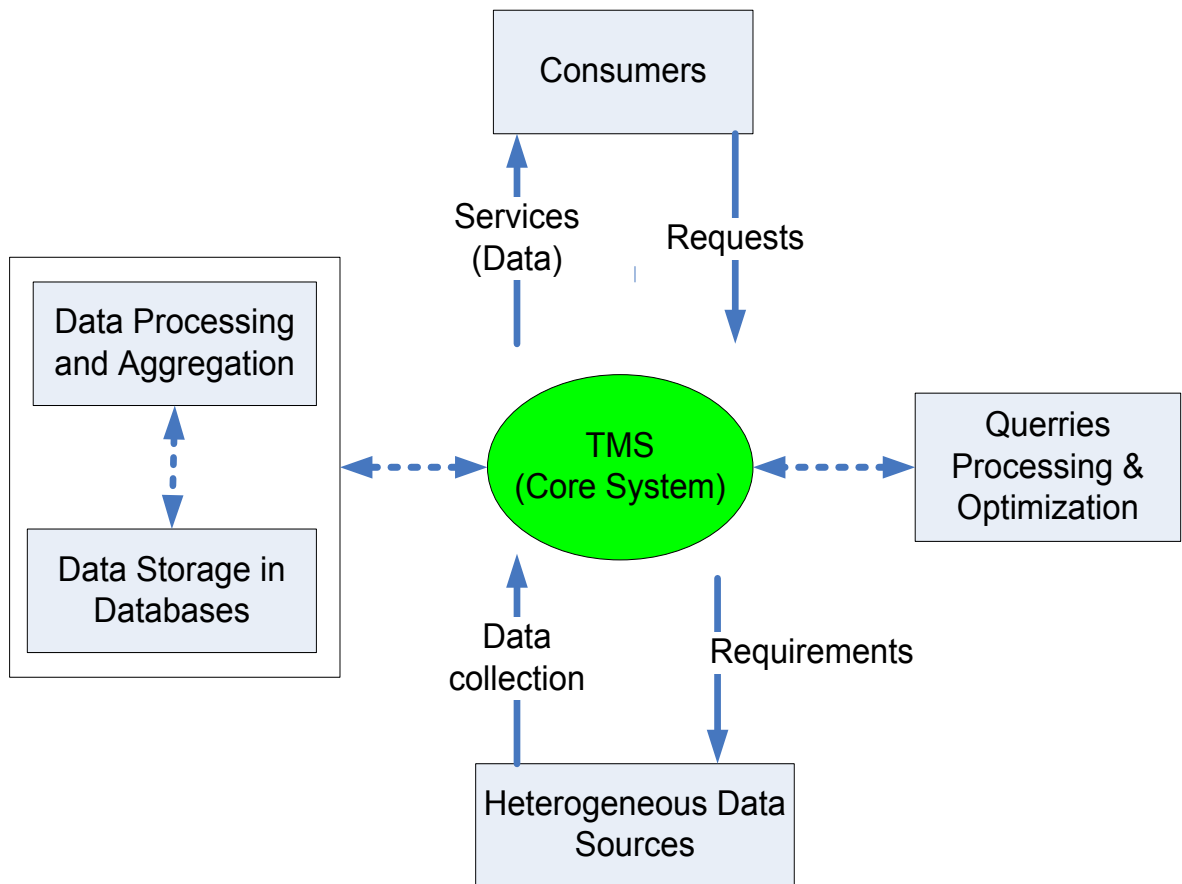 Consumers
Services
(Data)
Requests
Data Processing
and Aggregation
TMS
(Core System)
Querries
Processing &
Optimization
Data Storage in
Databases
Data
collection
Requirements
Heterogeneous Data
Sources